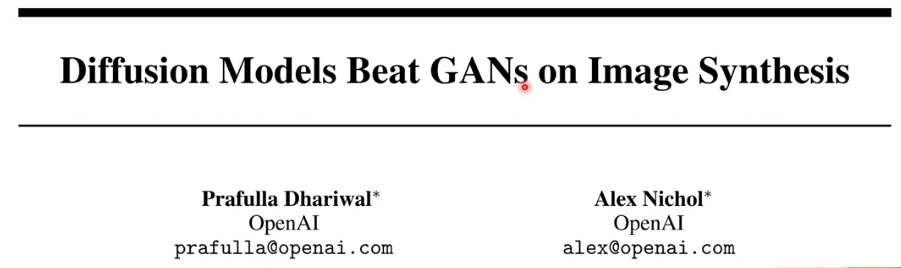 Diffusion Models Beat GANs on Image Synthesis
Prafulla Dhariwal*
OpenAI
prafulla@openai.com
Alex Nichol*
OpenAI
alex@openai.com